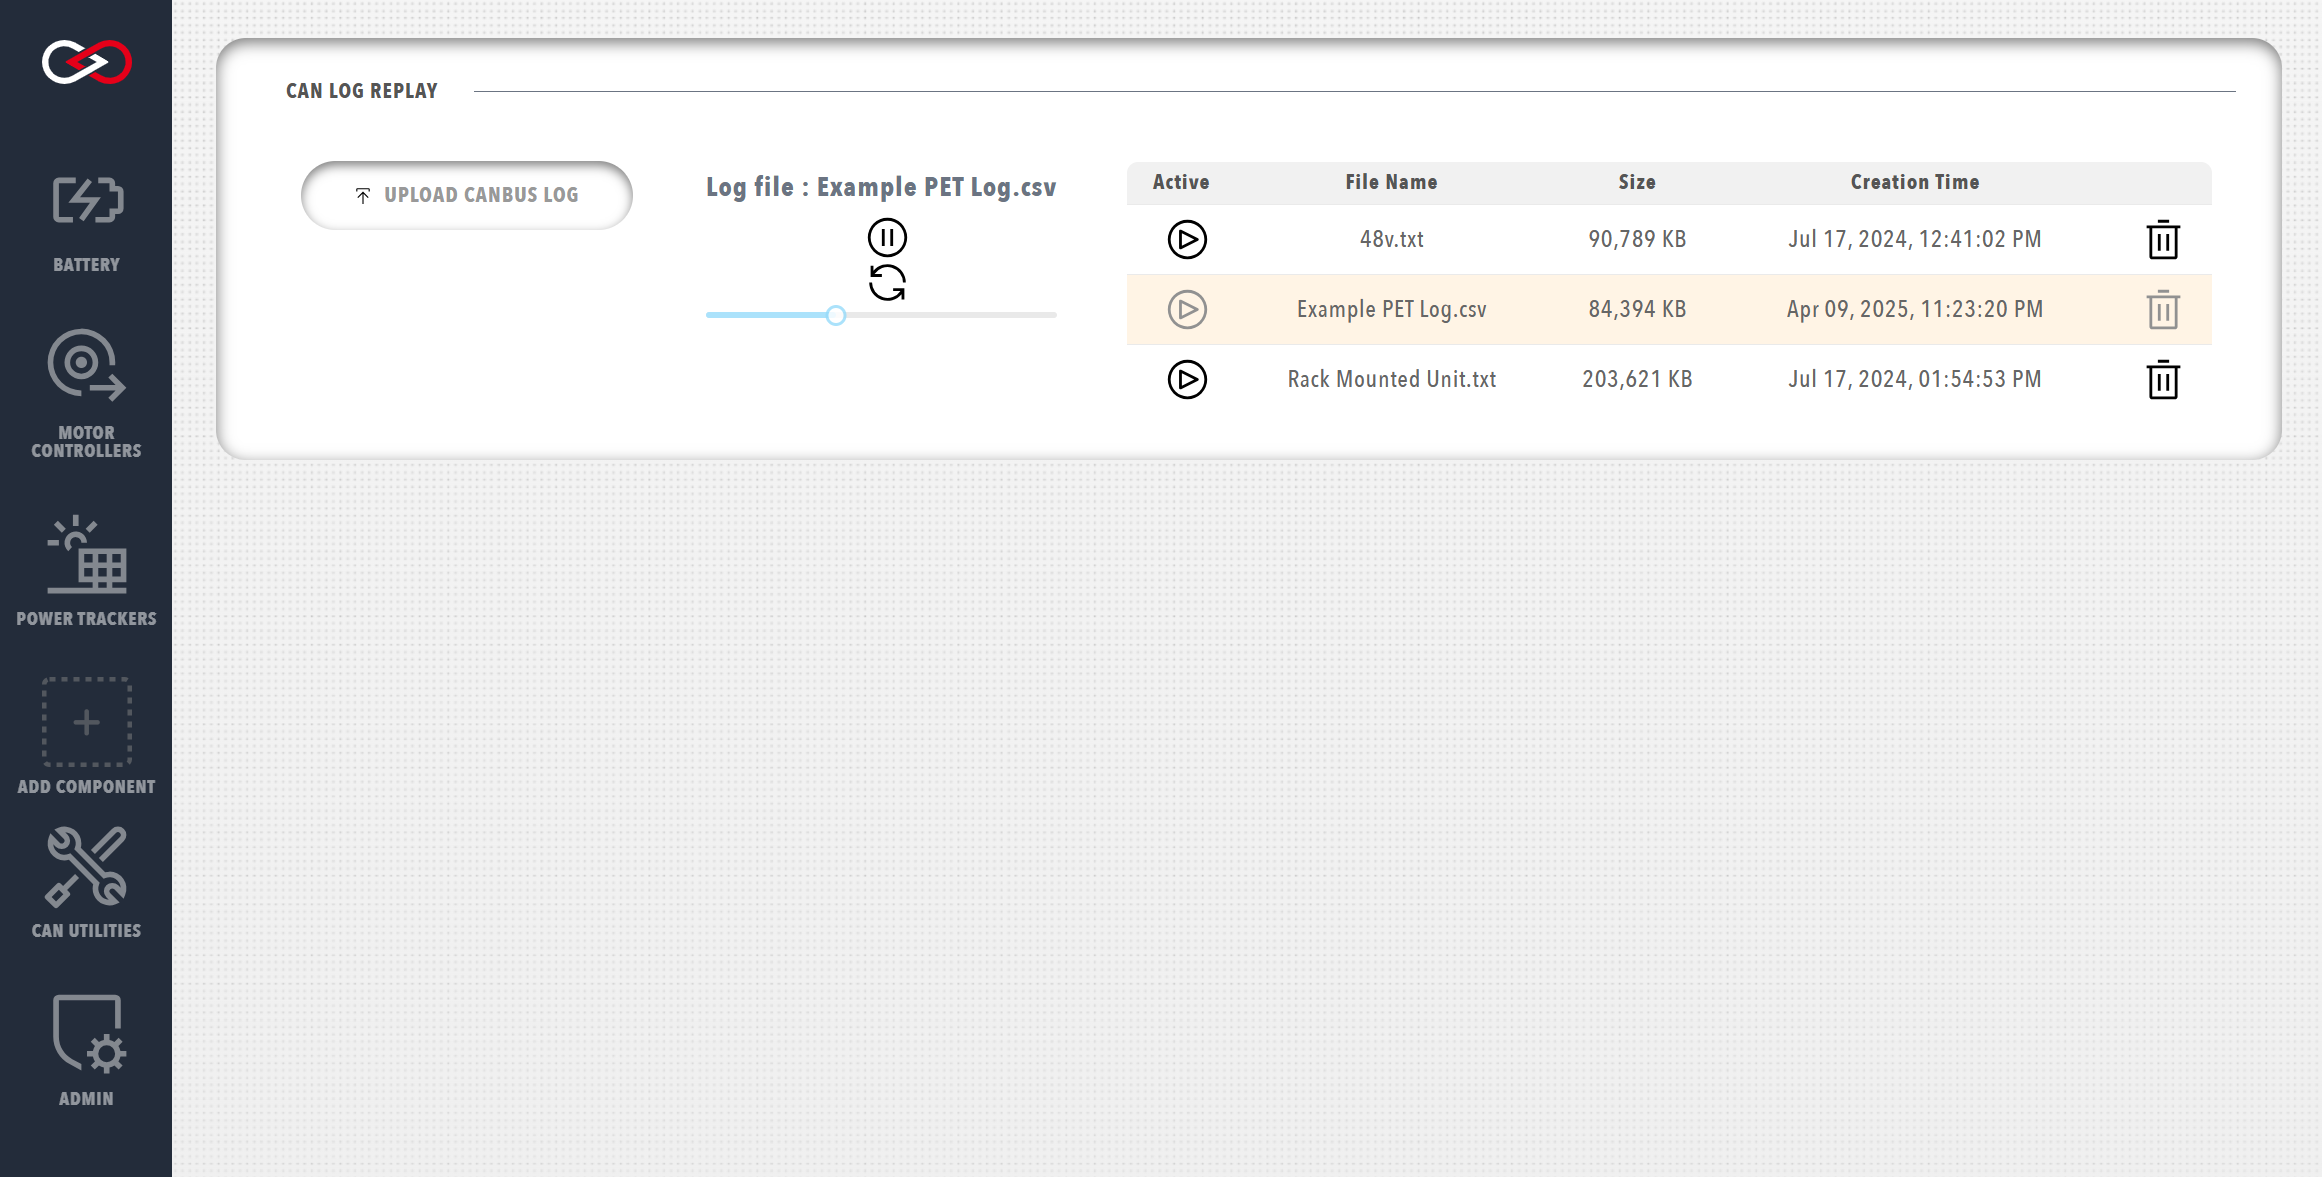 BATTERY
MOTOR
CONTROLLERS
POWER TRACKERS
ADD COMPONENT
CAN UTILITIES
ADMIN
CAN LOG REPLAY
UPLOAD CANBUS LOG
Log file : Example PET Log.csv
Active File Name Size Creation Time
48v.txt 90,789 KB Jul 17, 2024, 12:41:02 PM
Example PET Log.csv 84,394 KB Apr 09, 2025, 11:23:20 PM
Rack Mounted Unit.txt 203,621 KB Jul 17, 2024, 01:54:53 PM